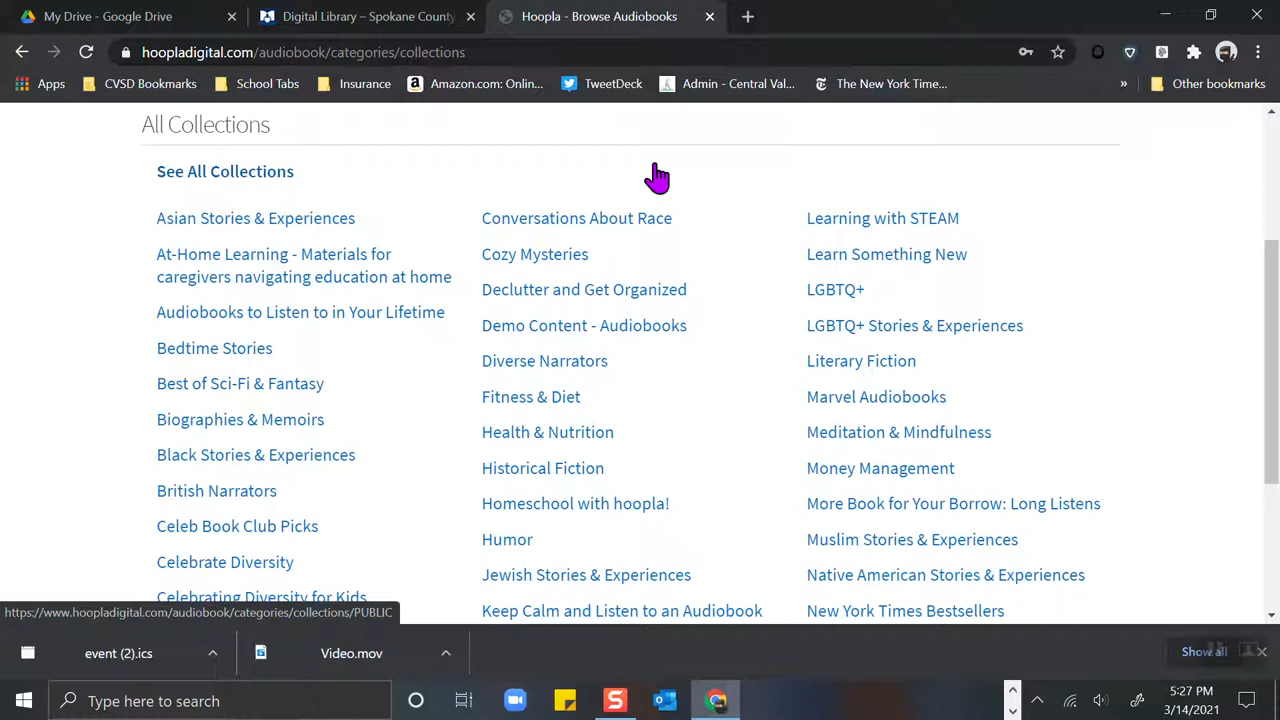 My Drive - Google Drive
Digital Library – Spokane County
Hoopla - Browse Audiobooks
hoopladigital.com/audiobook/categories/collections
Apps
CVSD Bookmarks
School Tabs
Insurance
Amazon.com: Onlin...
TweetDeck
Admin - Central Val...
The New York Time...
»
Other bookmarks
All Collections
See All Collections
Asian Stories & Experiences
At-Home Learning - Materials for
caregivers navigating education at home
Audiobooks to Listen to in Your Lifetime
Bedtime Stories
Best of Sci-Fi & Fantasy
Biographies & Memoirs
Black Stories & Experiences
British Narrators
Celeb Book Club Picks
Celebrate Diversity
Celebrating Diversity for Kids
Conversations About Race
Cozy Mysteries
Declutter and Get Organized
Demo Content - Audiobooks
Diverse Narrators
Fitness & Diet
Health & Nutrition
Historical Fiction
Homeschool with hoopla!
Humor
Jewish Stories & Experiences
Keep Calm and Listen to an Audiobook
Learning with STEAM
Learn Something New
LGBTQ+
LGBTQ+ Stories & Experiences
Literary Fiction
Marvel Audiobooks
Meditation & Mindfulness
Money Management
More Book for Your Borrow: Long Listens
Muslim Stories & Experiences
Native American Stories & Experiences
New York Times Bestsellers
https://www.hoopladigital.com/audiobook/categories/collections/PUBLIC
event (2).ics
Video.mov
Show all
Type here to search
S
5:27 PM
3/14/2021